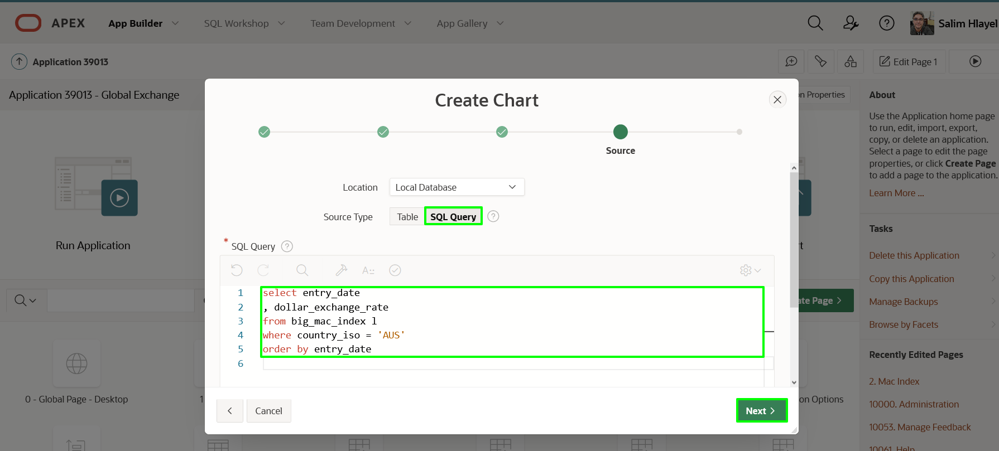 APEX
App Builder
SQL Workshop
Team Development
App Gallery
Salim Hlayel
Application 39013
Edit Page 1
Application 39013 - Global Exchange
on Properties
Create Chart
Source
Location
Local Database
Source Type
Table
SQL Query
SQL Query
1 select entry_date
2 , dollar_exchange_rate
3 from big_mac_index l
4 where country_iso = 'AUS'
5 order by entry_date
6
Cancel
Next
Run Application
0 - Global Page - Desktop
1
rt
ate Page
on Options
About
Use the Application home page
to run, edit, import, export,
copy, or delete an application.
Select a page to edit the page
properties, or click Create Page
to add a page to the application.
Learn More ...
Tasks
Delete this Application
Copy this Application
Manage Backups
Browse by Facets
Recently Edited Pages
2. Mac Index
10000. Administration
10053. Manage Feedback
10061. Help